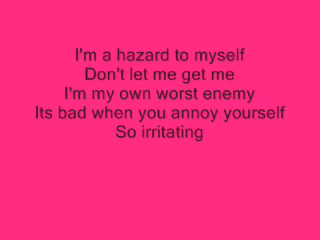 I'm a hazard to myself
Don't let me get me
I'm my own worst enemy
Its bad when you annoy yourself
So irritating